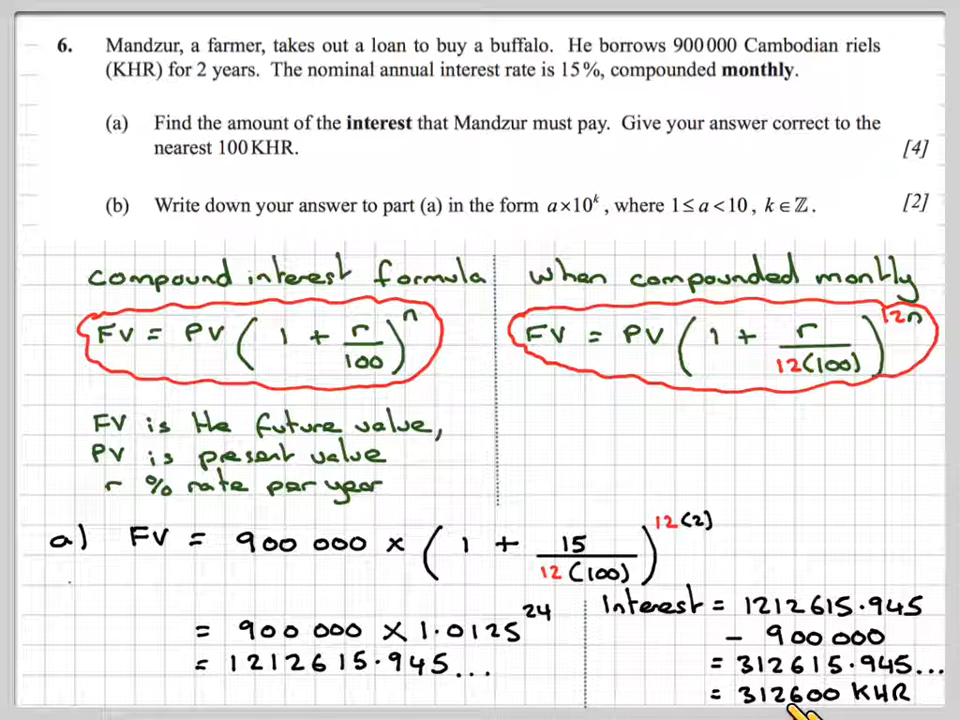 6. Mandzur, a farmer, takes out a loan to buy a buffalo. He borrows 900 000 Cambodian riels
(KHR) for 2 years. The nominal annual interest rate is 15 %, compounded monthly.
(a) Find the amount of the interest that Mandzur must pay. Give your answer correct to the
nearest 100 KHR.
[4]
(b) Write down your answer to part (a) in the form a×10^k, where 1 ≤ a < 10, k ∈ ℤ.
[2]
compound interest formula
FV = PV ( 1 + r/100 )^n
FV is the future value,
PV is present value
r % rate per year
when compounded montly
FV = PV ( 1 + r/12(100) )^12n
a) FV = 900 000 × ( 1 + 15/12(100) )^12(2)
= 900 000 × 1.0125^24
= 1212615.945...
Interest = 1212615.945
- 900 000
= 312615.945...
= 312600 KHR